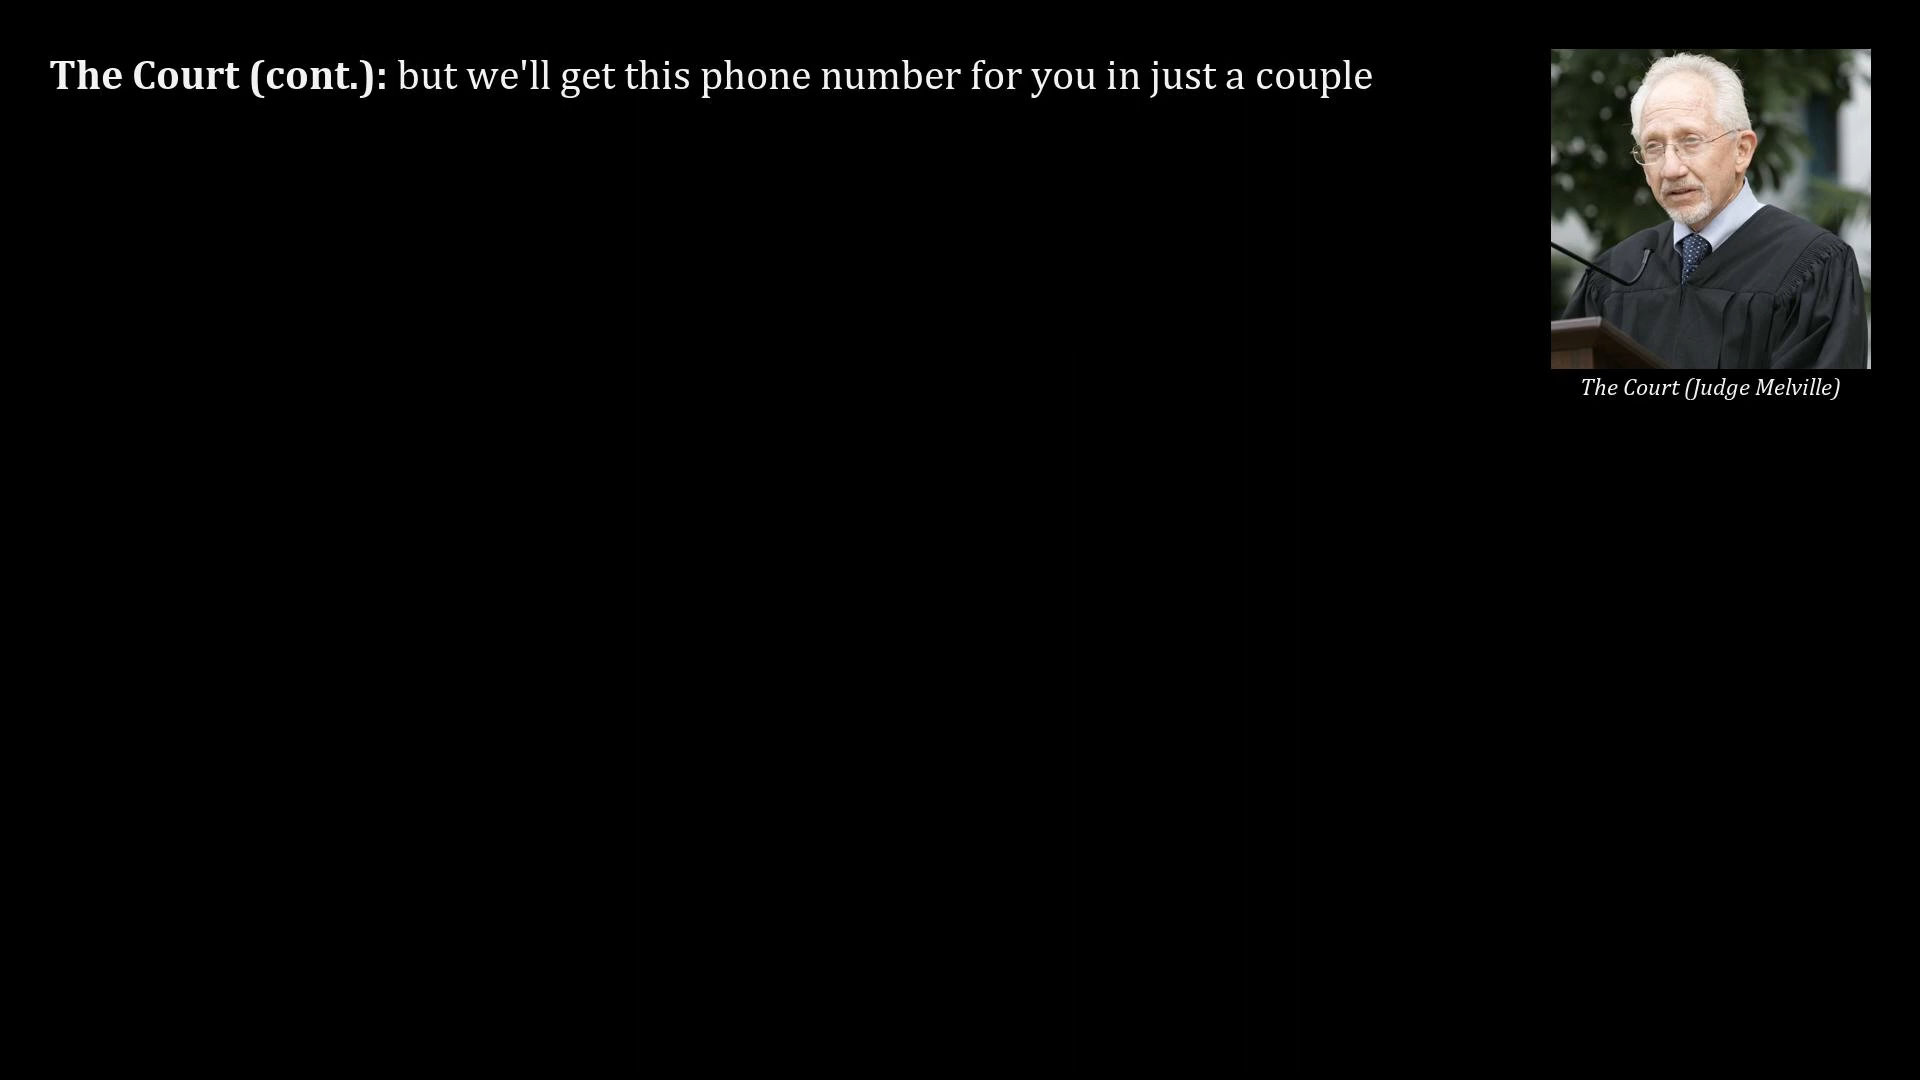 The Court (cont.): but we'll get this phone number for you in just a couple
The Court (Judge Melville)